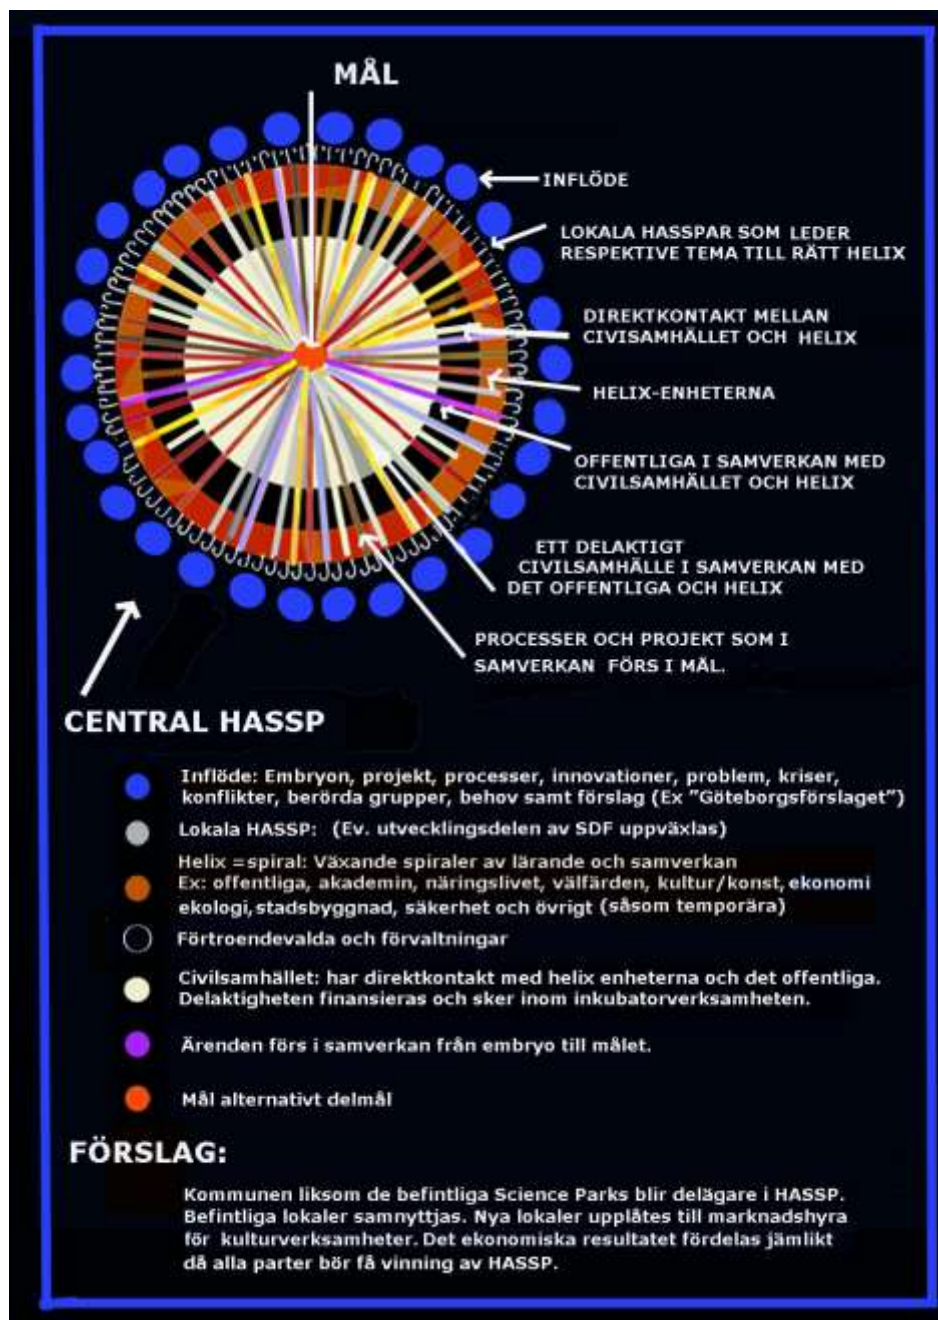 MÅL
INFLÖDE
LOKALA HASSPAR SOM LEDER
RESPEKTIVE TEMA TILL RÄTT HELIX
DIREKTKONTAKT MELLAN
CIVISAMHÄLLET OCH HELIX
HELIX-ENHETERNA
OFFENTLIGA I SAMVERKAN MED
CIVILSAMHÄLLET OCH HELIX
ETT DELAKTIGT
CIVILSAMHÄLLE I SAMVERKAN MED
DET OFFENTLIGA OCH HELIX
PROCESSER OCH PROJEKT SOM I
SAMVERKAN FÖRS I MÅL.
CENTRAL HASSP
Inflöde: Embryon, projekt, processer, innovationer, problem, kriser,
konflikter, berörda grupper, behov samt förslag (Ex ”Göteborgsförslaget”)
Lokala HASSP: (Ev. utvecklingsdelen av SDF uppväxlas)
Helix =spiral: Växande spiraler av lärande och samverkan
Ex: offentliga, akademin, näringslivet, välfärden, kultur/konst, ekonomi
ekologi, stadsbyggnad, säkerhet och övrigt (såsom temporära)
Förtroendevalda och förvaltningar
Civilsamhället: har direktkontakt med helix enheterna och det offentliga.
Delaktigheten finansieras och sker inom inkubatorverksamheten.
Ärenden förs i samverkan från embryo till målet.
Mål alternativt delmål
FÖRSLAG:
Kommunen liksom de befintliga Science Parks blir delägare i HASSP.
Befintliga lokaler samnyttjas. Nya lokaler upplåtes till marknadshyra
för kulturverksamheter. Det ekonomiska resultatet fördelas jämlikt
då alla parter bör få vinning av HASSP.